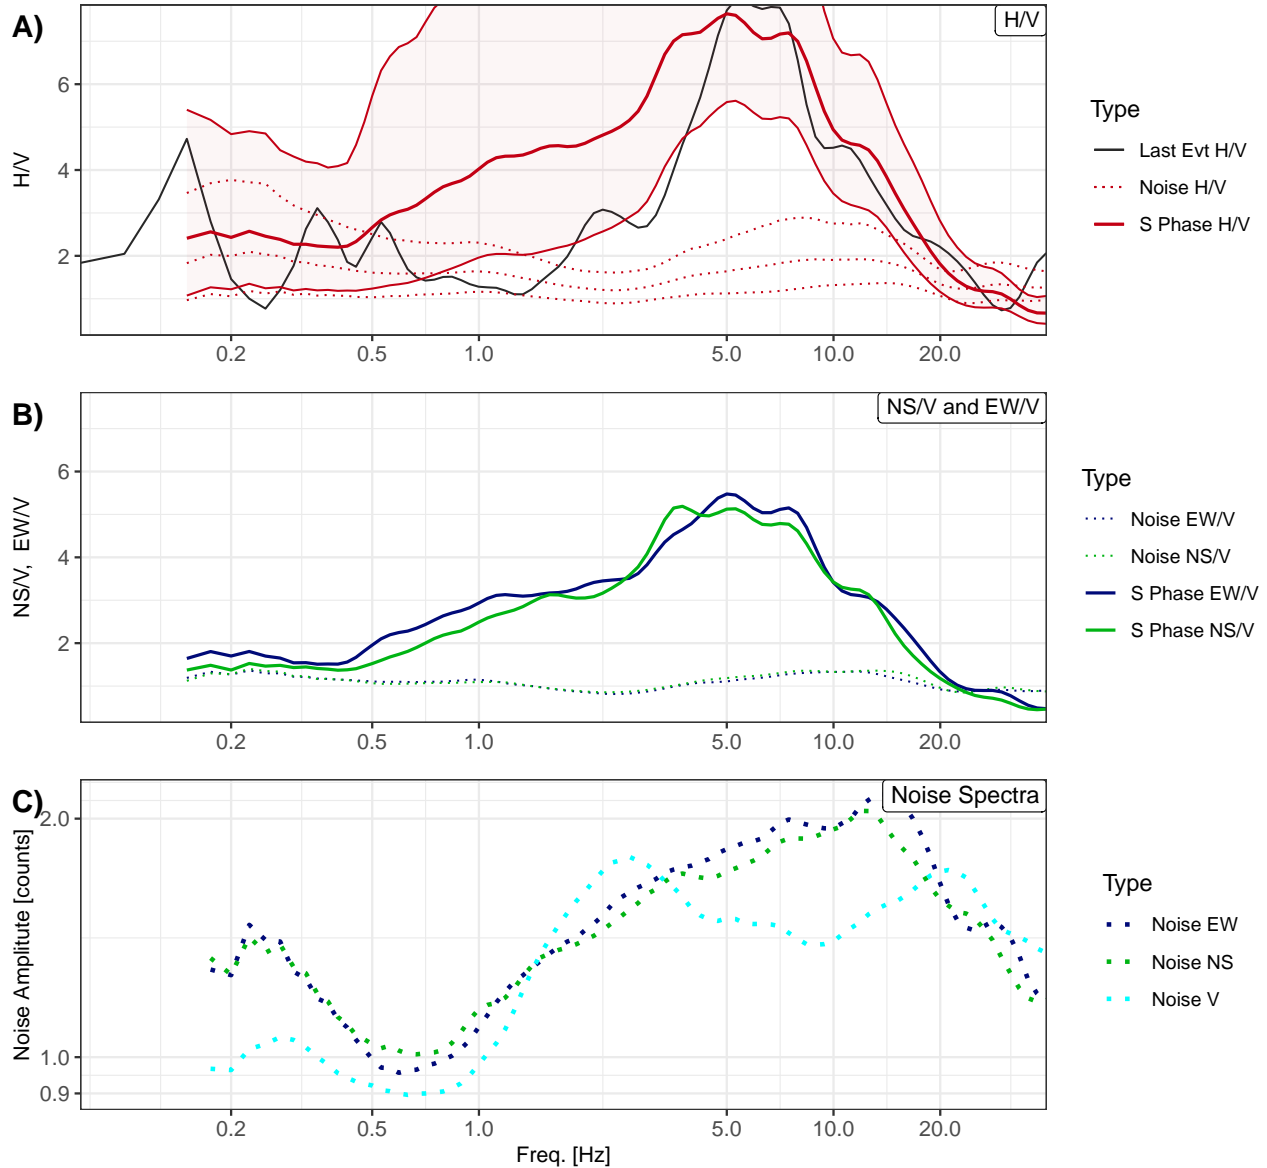 A)
H/V
H/V
6
4
2
0.2 0.5 1.0 5.0 10.0 20.0
Type
Last Evt H/V
Noise H/V
S Phase H/V
B)
NS/V and EW/V
NS/V, EW/V
6
4
2
0.2 0.5 1.0 5.0 10.0 20.0
Type
Noise EW/V
Noise NS/V
S Phase EW/V
S Phase NS/V
C)
Noise Spectra
Noise Amplitute [counts]
2.0
1.0
0.9
0.2 0.5 1.0 5.0 10.0 20.0
Freq. [Hz]
Type
Noise EW
Noise NS
Noise V